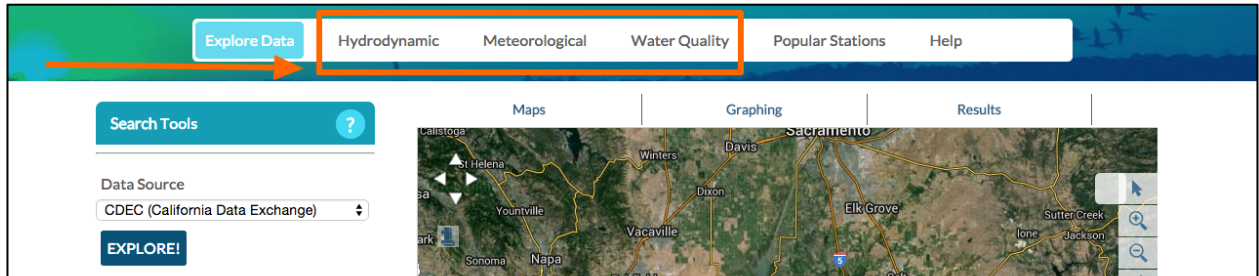 Explore Data Hydrodynamic Meteorological Water Quality Popular Stations Help
Search Tools ?
Maps Graphing Results
Data Source
CDEC (California Data Exchange)
EXPLORE!
Calistoga
Sacramento
St Helena
Winters
Davis
Dixon
Yountville
Elk Grove
Sutter Creek
Vacaville
Ione
Jackson
Sonoma
Napa
5